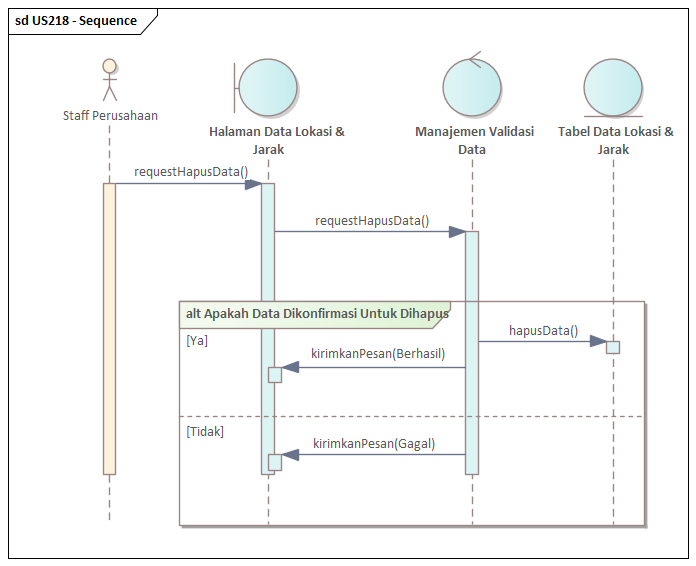 sd US218 - Sequence
Staff Perusahaan
Halaman Data Lokasi &
Jarak
Manajemen Validasi
Data
Tabel Data Lokasi &
Jarak
requestHapusData()
requestHapusData()
alt Apakah Data Dikonfirmasi Untuk Dihapus
[Ya]
hapusData()
kirimkanPesan(Berhasil)
[Tidak]
kirimkanPesan(Gagal)